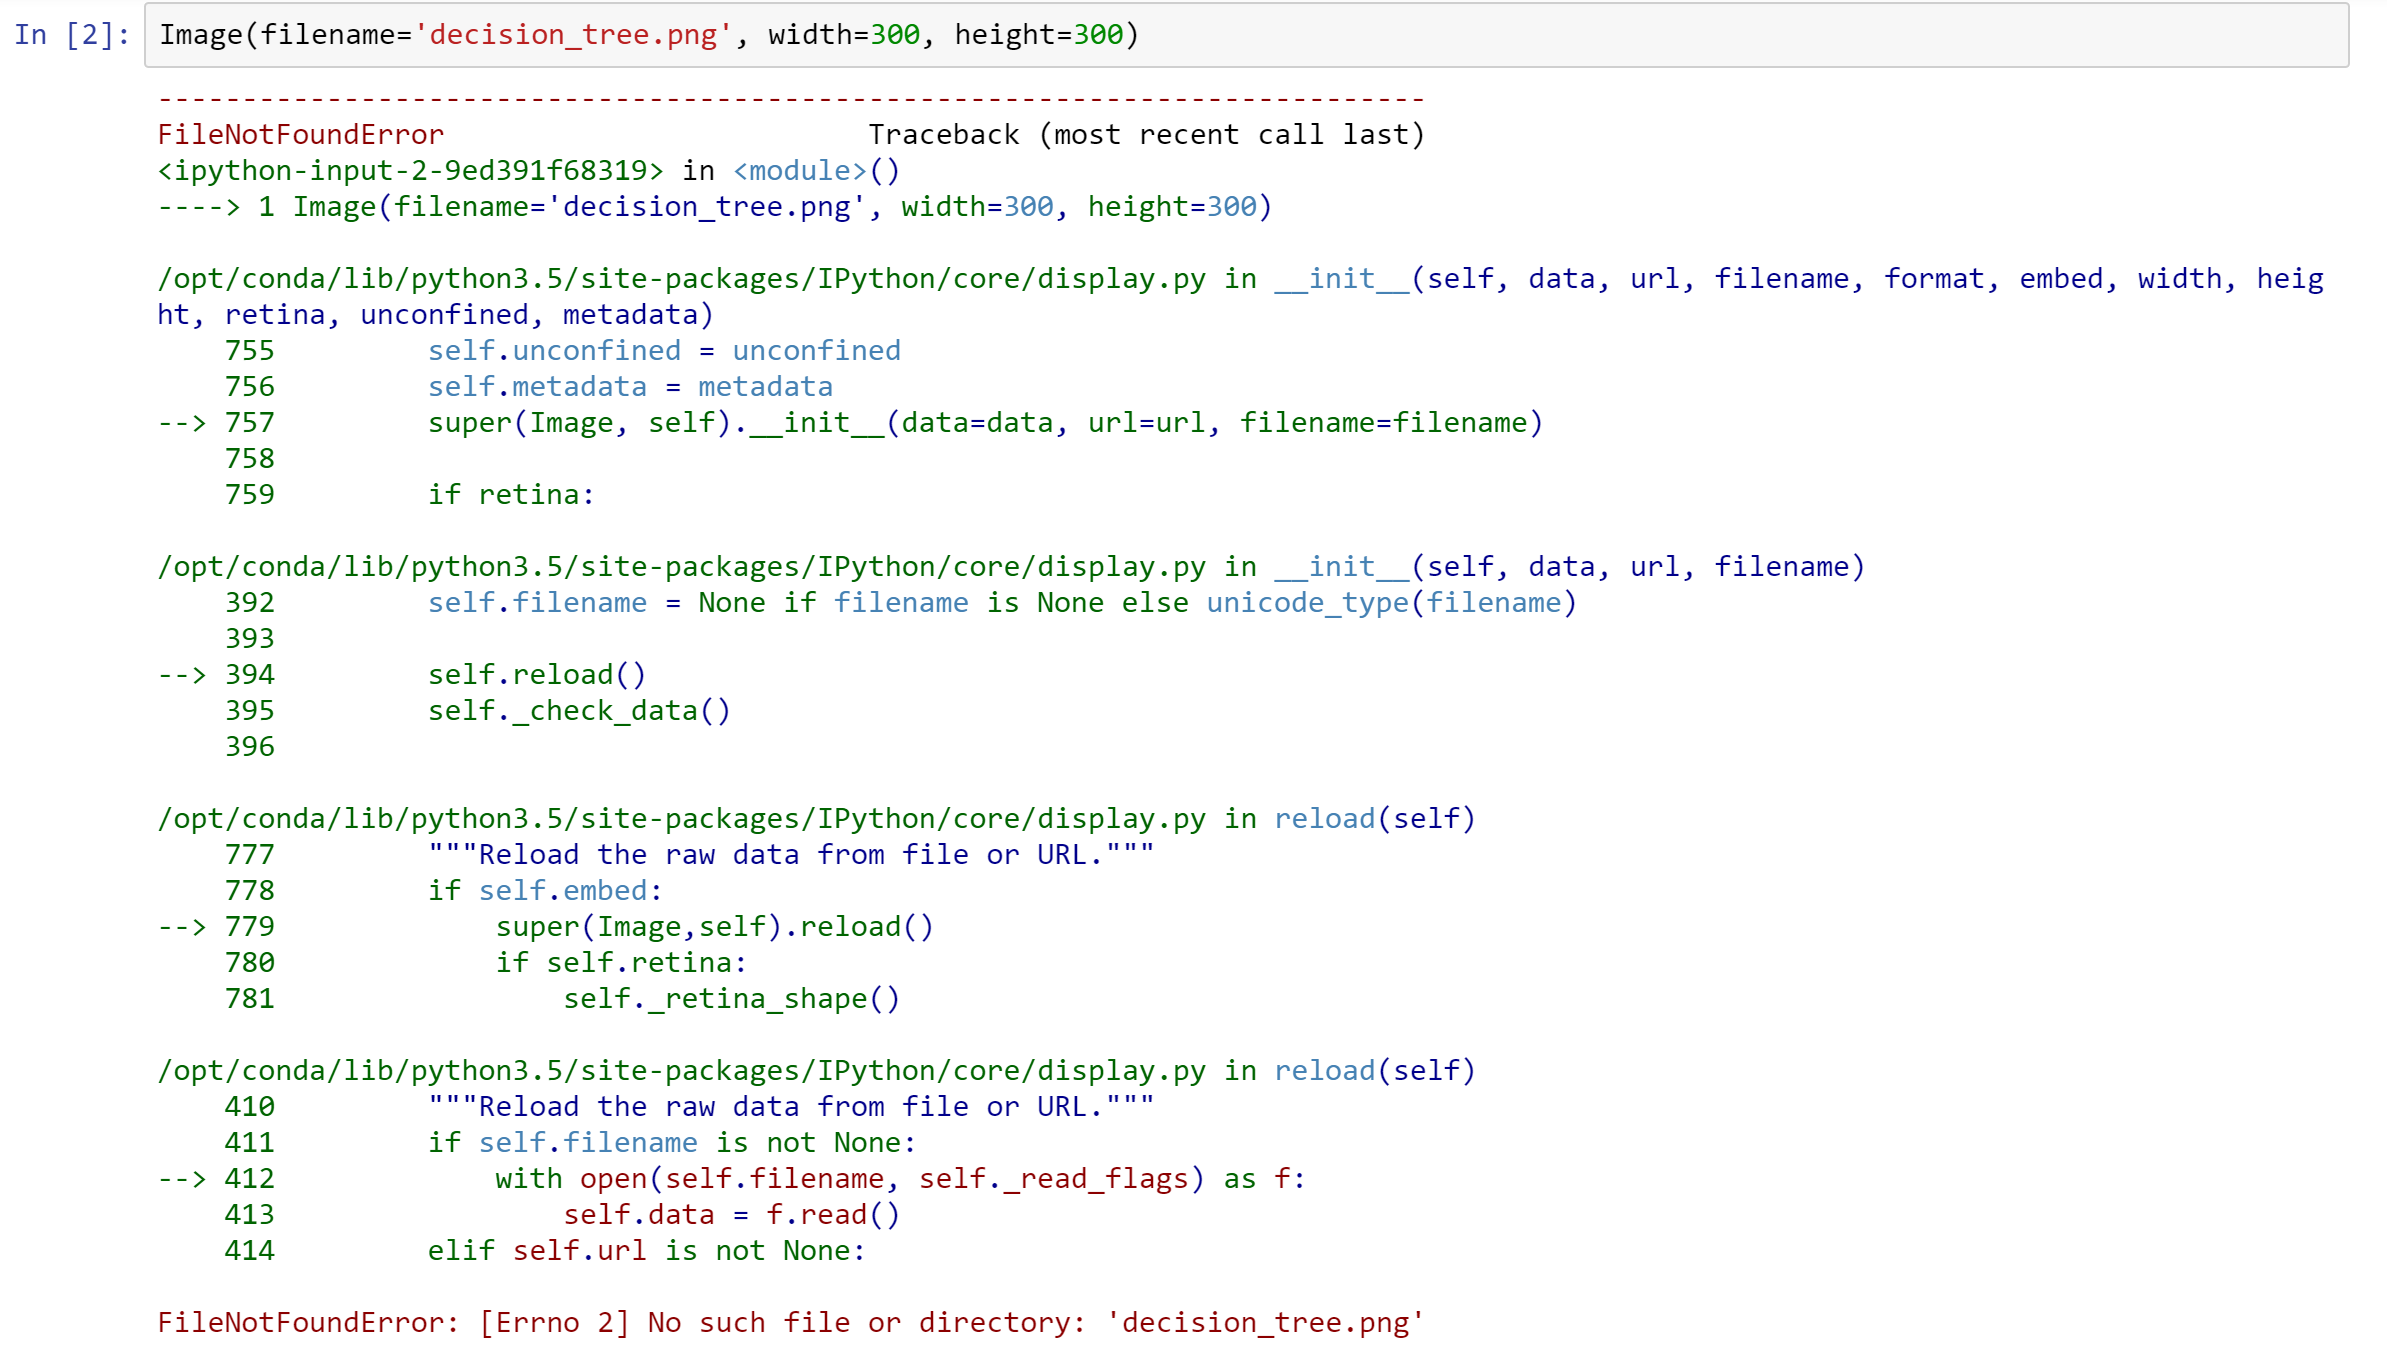 In [2]: Image(filename='decision_tree.png', width=300, height=300)
---------------------------------------------------------------------------
FileNotFoundError                         Traceback (most recent call last)
<ipython-input-2-9ed391f68319> in <module>()
----> 1 Image(filename='decision_tree.png', width=300, height=300)

/opt/conda/lib/python3.5/site-packages/IPython/core/display.py in __init__(self, data, url, filename, format, embed, width, heig
ht, retina, unconfined, metadata)
    755         self.unconfined = unconfined
    756         self.metadata = metadata
--> 757         super(Image, self).__init__(data=data, url=url, filename=filename)
    758
    759         if retina:

/opt/conda/lib/python3.5/site-packages/IPython/core/display.py in __init__(self, data, url, filename)
    392         self.filename = None if filename is None else unicode_type(filename)
    393
--> 394         self.reload()
    395         self._check_data()
    396

/opt/conda/lib/python3.5/site-packages/IPython/core/display.py in reload(self)
    777         """Reload the raw data from file or URL."""
    778         if self.embed:
--> 779             super(Image,self).reload()
    780             if self.retina:
    781                 self._retina_shape()

/opt/conda/lib/python3.5/site-packages/IPython/core/display.py in reload(self)
    410         """Reload the raw data from file or URL."""
    411         if self.filename is not None:
--> 412             with open(self.filename, self._read_flags) as f:
    413                 self.data = f.read()
    414         elif self.url is not None:

FileNotFoundError: [Errno 2] No such file or directory: 'decision_tree.png'